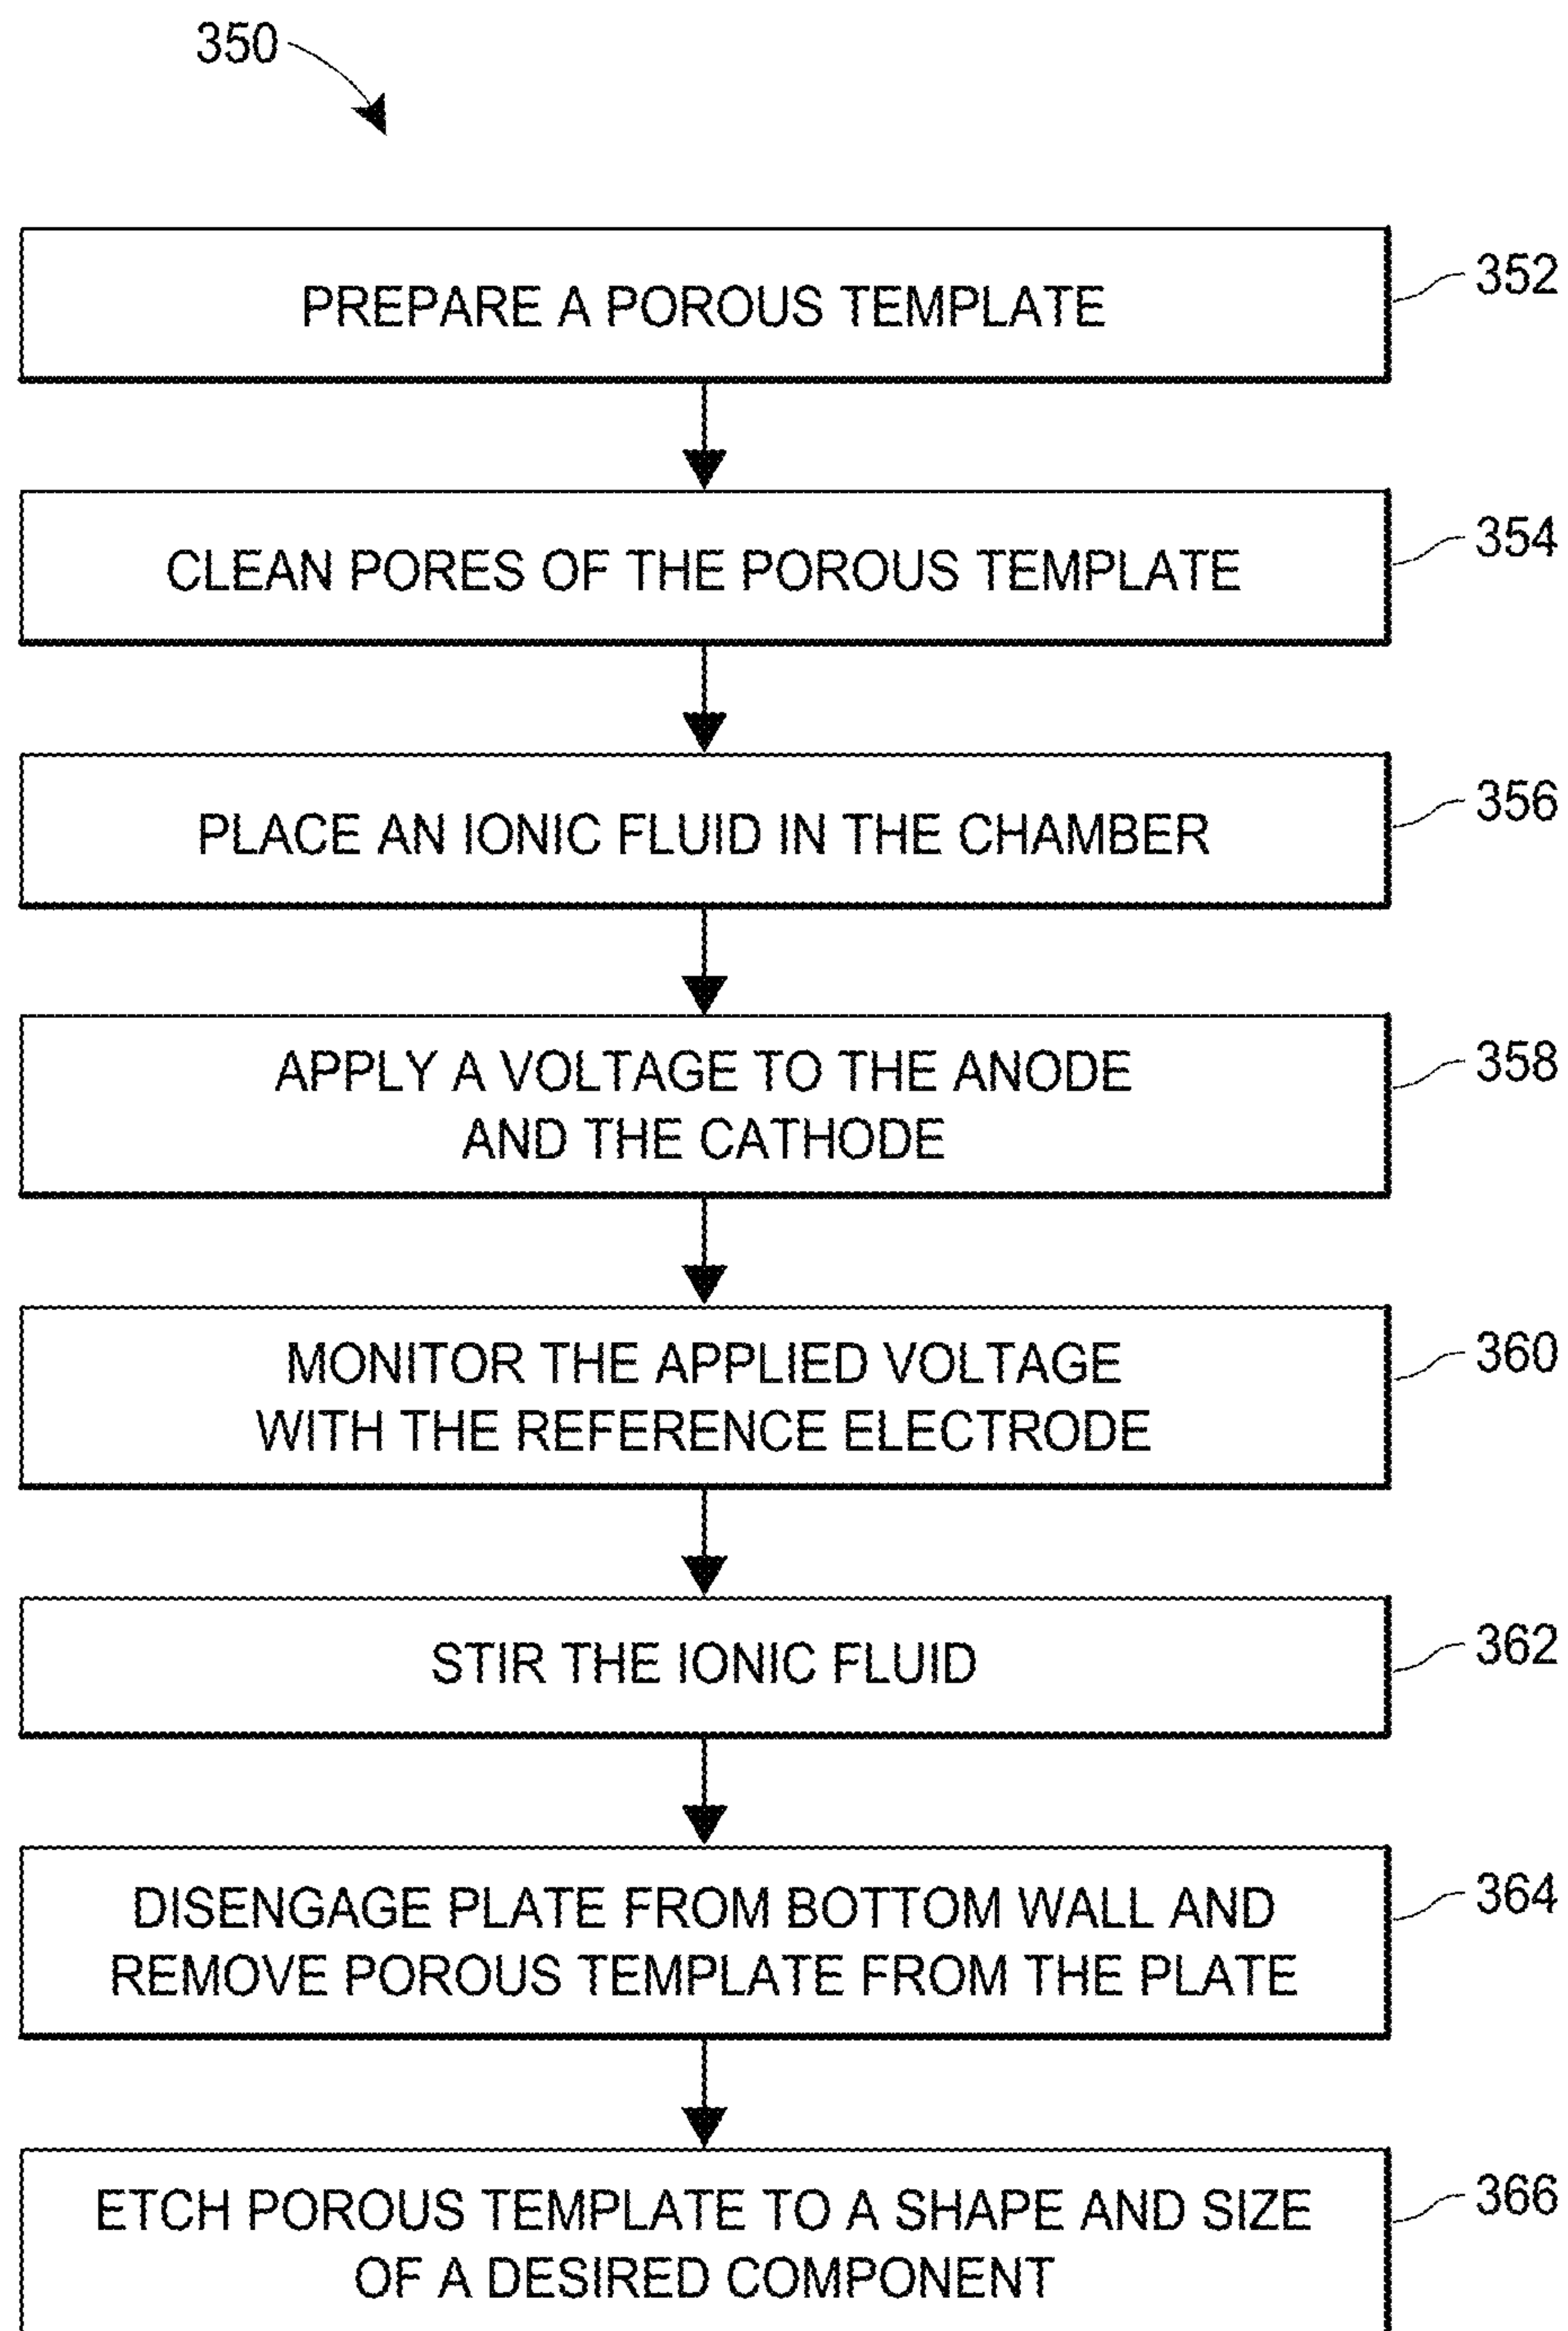 350
PREPARE A POROUS TEMPLATE
352
CLEAN PORES OF THE POROUS TEMPLATE
354
PLACE AN IONIC FLUID IN THE CHAMBER
356
APPLY A VOLTAGE TO THE ANODE
AND THE CATHODE
358
MONITOR THE APPLIED VOLTAGE
WITH THE REFERENCE ELECTRODE
360
STIR THE IONIC FLUID
362
DISENGAGE PLATE FROM BOTTOM WALL AND
REMOVE POROUS TEMPLATE FROM THE PLATE
364
ETCH POROUS TEMPLATE TO A SHAPE AND SIZE
OF A DESIRED COMPONENT
366